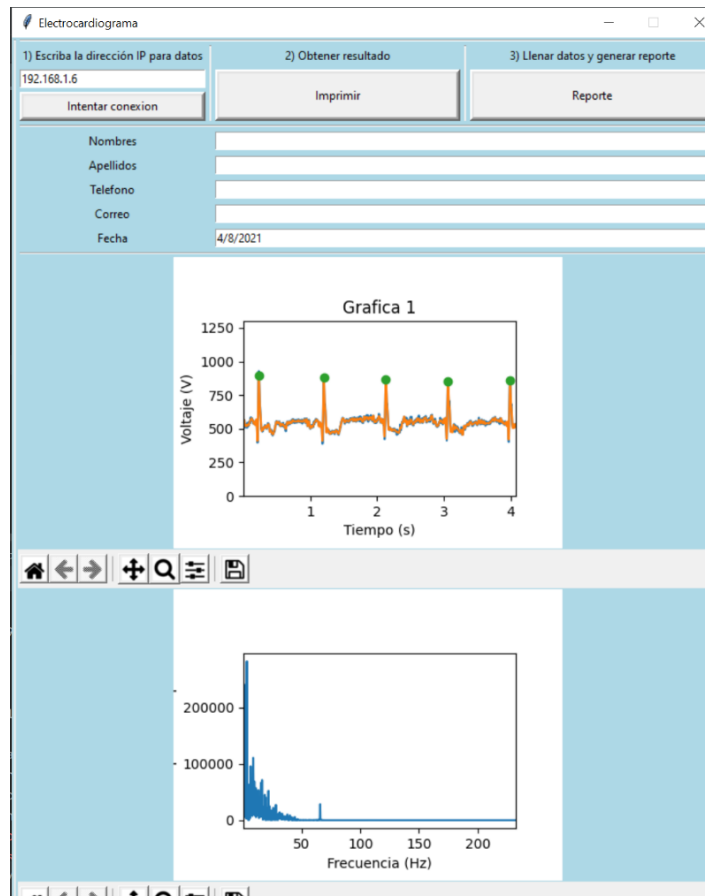 Electrocardiograma
1) Escriba la dirección IP para datos
2) Obtener resultado
3) Llenar datos y generar reporte
192.168.1.6
Intentar conexion
Imprimir
Reporte
Nombres
Apellidos
Telefono
Correo
Fecha
4/8/2021
Grafica 1
Voltaje (V)
1250
1000
750
500
250
0
1 2 3 4
Tiempo (s)
200000
100000
0
50 100 150 200
Frecuencia (Hz)